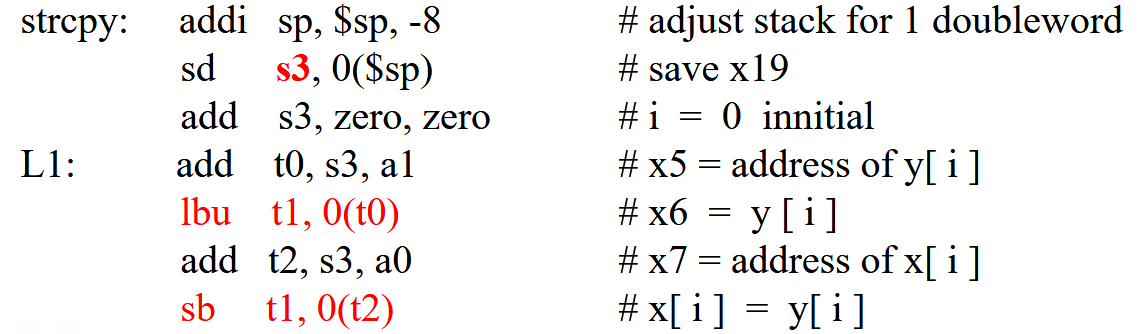 strcpy: addi sp, $sp, -8 # adjust stack for 1 doubleword
sd s3, 0($sp) # save x19
add s3, zero, zero # i = 0 innitial
L1: add t0, s3, a1 # x5 = address of y[ i ]
lbu t1, 0(t0) # x6 = y [ i ]
add t2, s3, a0 # x7 = address of x[ i ]
sb t1, 0(t2) # x[ i ] = y[ i ]